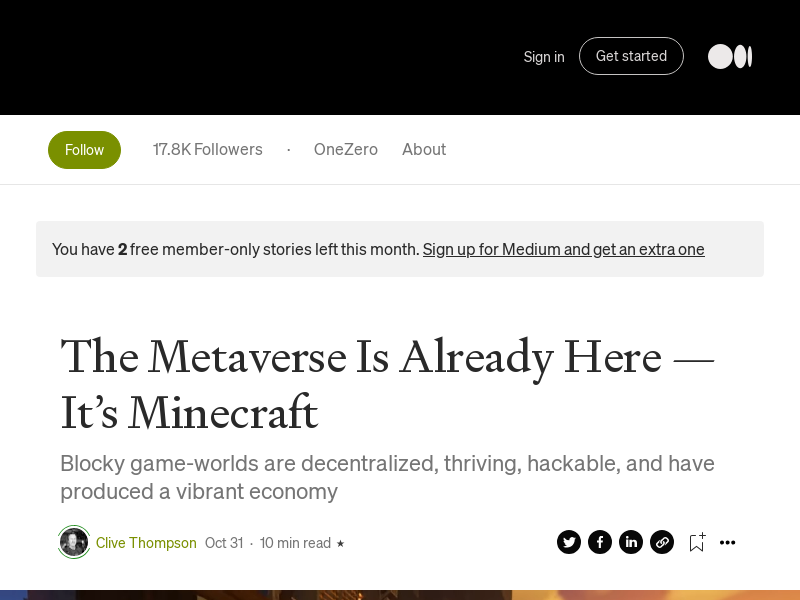 Sign in
Get started
Follow
17.8K Followers
·
OneZero
About
You have 2 free member-only stories left this month. Sign up for Medium and get an extra one
The Metaverse Is Already Here —
It’s Minecraft
Blocky game-worlds are decentralized, thriving, hackable, and have
produced a vibrant economy
Clive Thompson Oct 31 · 10 min read ★